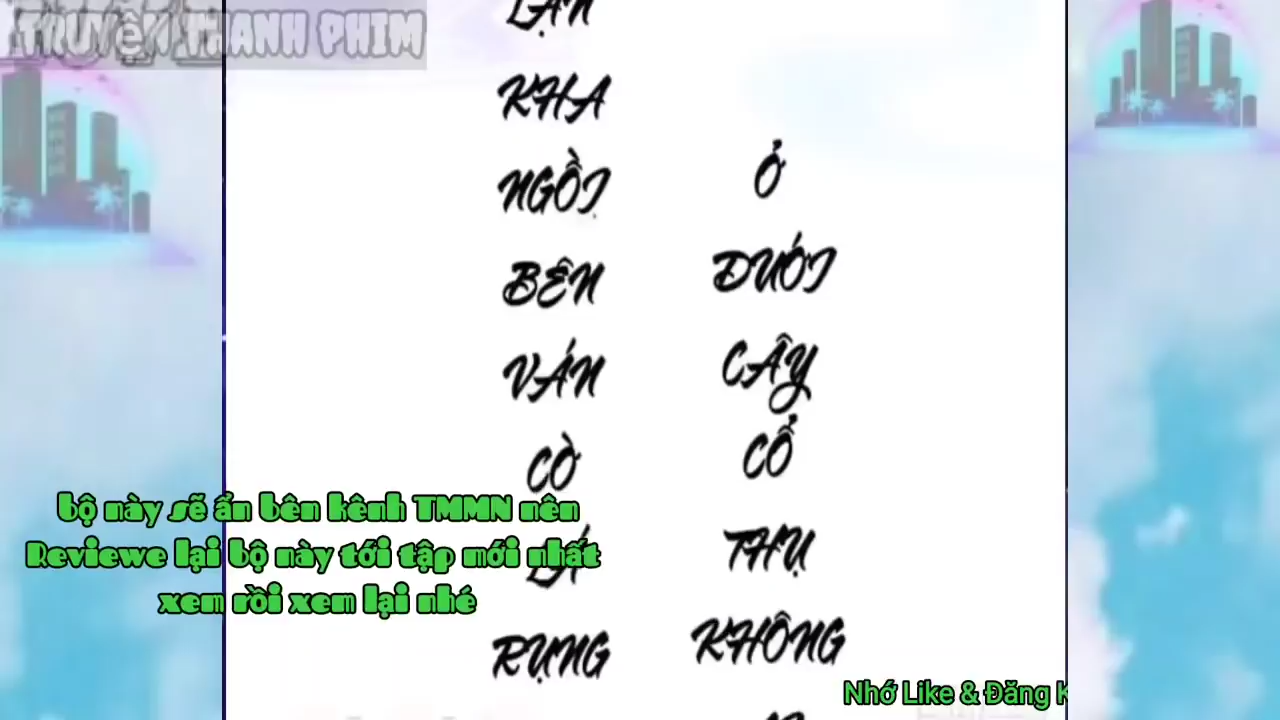 TRUYỆN TRANH PHIM
LẠN
KHA
NGỒI
BÊN
VÁN
CỜ
LÁ
RỤNG
Ở
DƯỚI
CÂY
CỔ
THỤ
KHÔNG
bộ này sẽ ẩn bên kênh TMMN nên
Reviewe lại bộ này tới tập mới nhất
xem rồi xem lại nhé
Nhớ Like & Đăng K